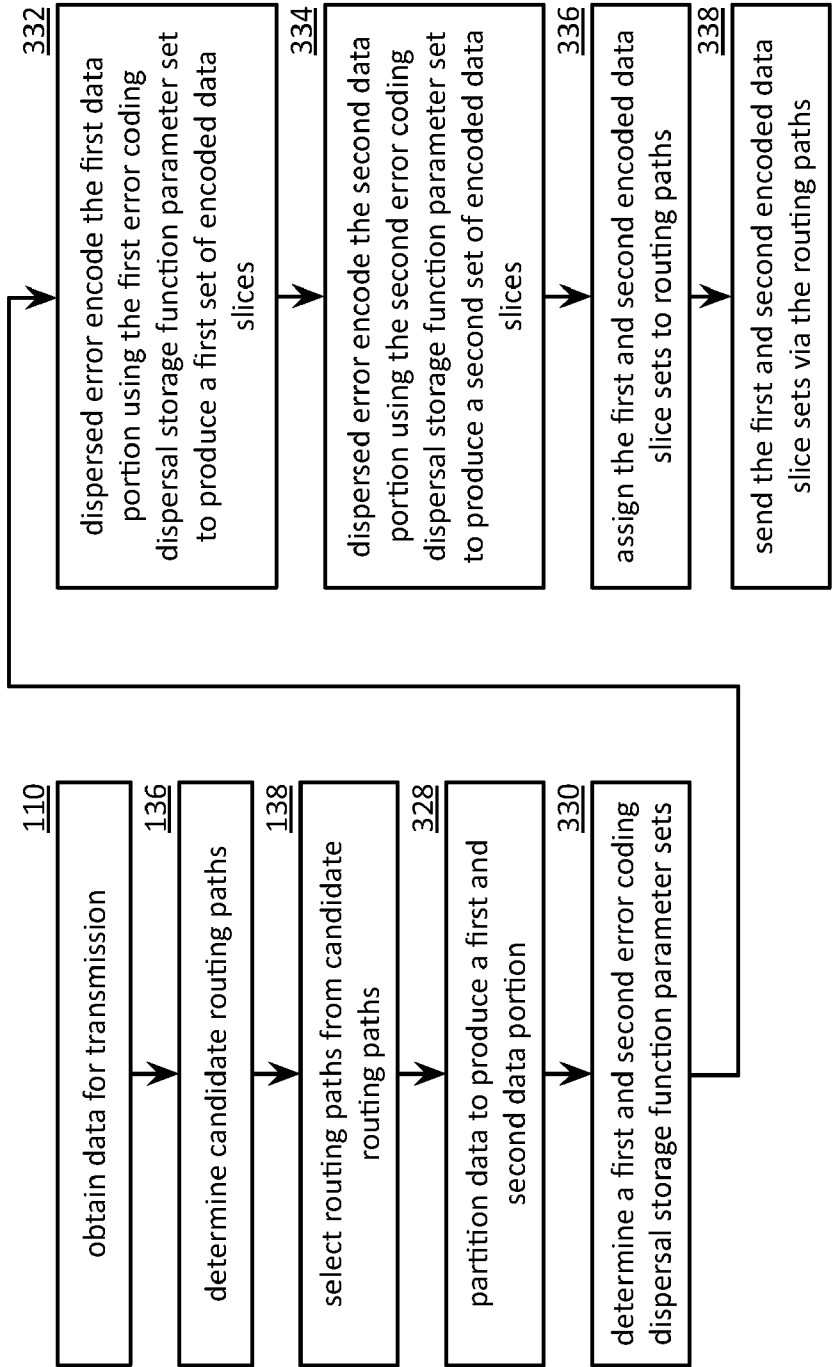 110
obtain data for transmission
136
determine candidate routing paths
138
select routing paths from candidate
routing paths
328
partition data to produce a first and
second data portion
330
determine a first and second error coding
dispersal storage function parameter sets
332
dispersed error encode the first data
portion using the first error coding
dispersal storage function parameter set
to produce a first set of encoded data
slices
334
dispersed error encode the second data
portion using the second error coding
dispersal storage function parameter set
to produce a second set of encoded data
slices
336
assign the first and second encoded data
slice sets to routing paths
338
send the first and second encoded data
slice sets via the routing paths